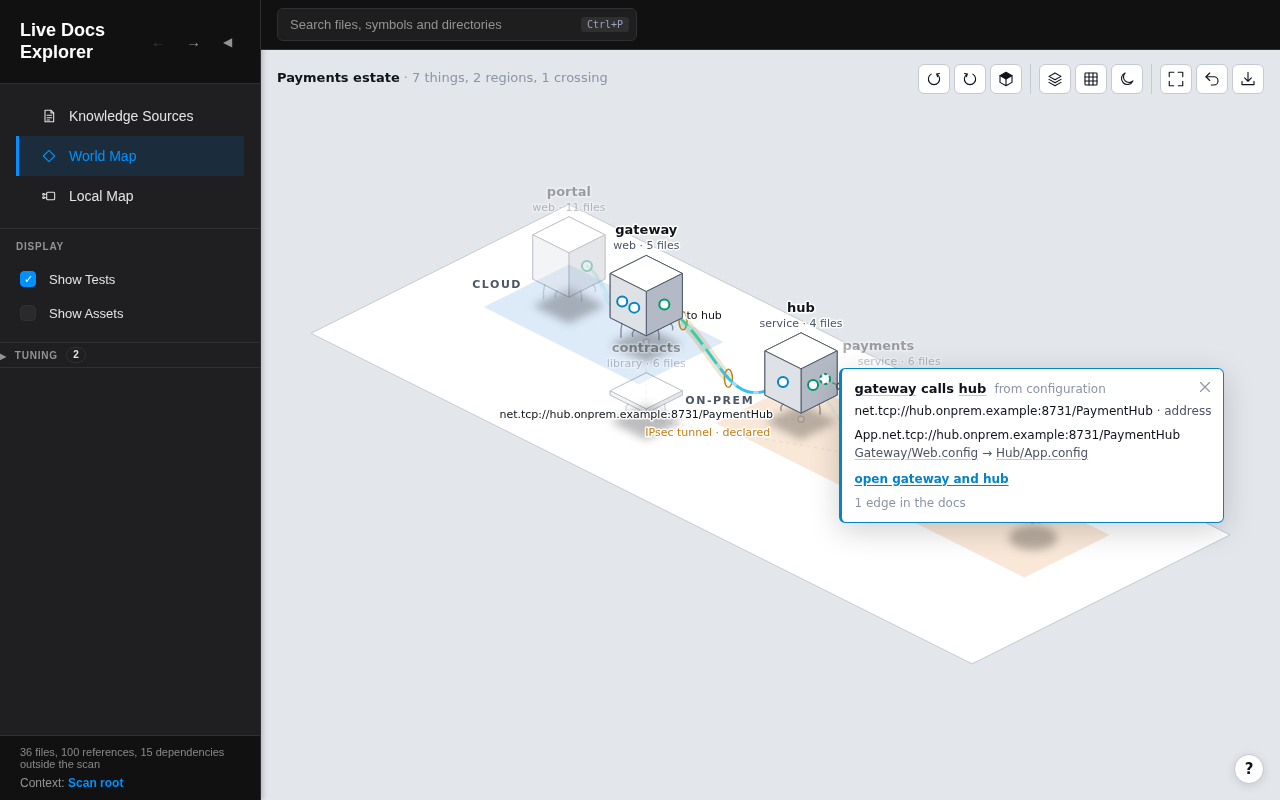 Live Docs
Explorer
← → ◀
Search files, symbols and directories
Ctrl+P
Knowledge Sources
World Map
Local Map
DISPLAY
Show Tests
Show Assets
TUNING 2
36 files, 100 references, 15 dependencies
outside the scan
Context: Scan root
Payments estate · 7 things, 2 regions, 1 crossing
portal
web · 11 files
gateway
web · 5 files
CLOUD
to hub
hub
service · 4 files
contracts
library · 6 files
payments
service · 6 files
ON-PREM
net.tcp://hub.onprem.example:8731/PaymentHub
IPsec tunnel · declared
gateway calls hub from configuration
net.tcp://hub.onprem.example:8731/PaymentHub · address
App.net.tcp://hub.onprem.example:8731/PaymentHub
Gateway/Web.config → Hub/App.config
open gateway and hub
1 edge in the docs
?